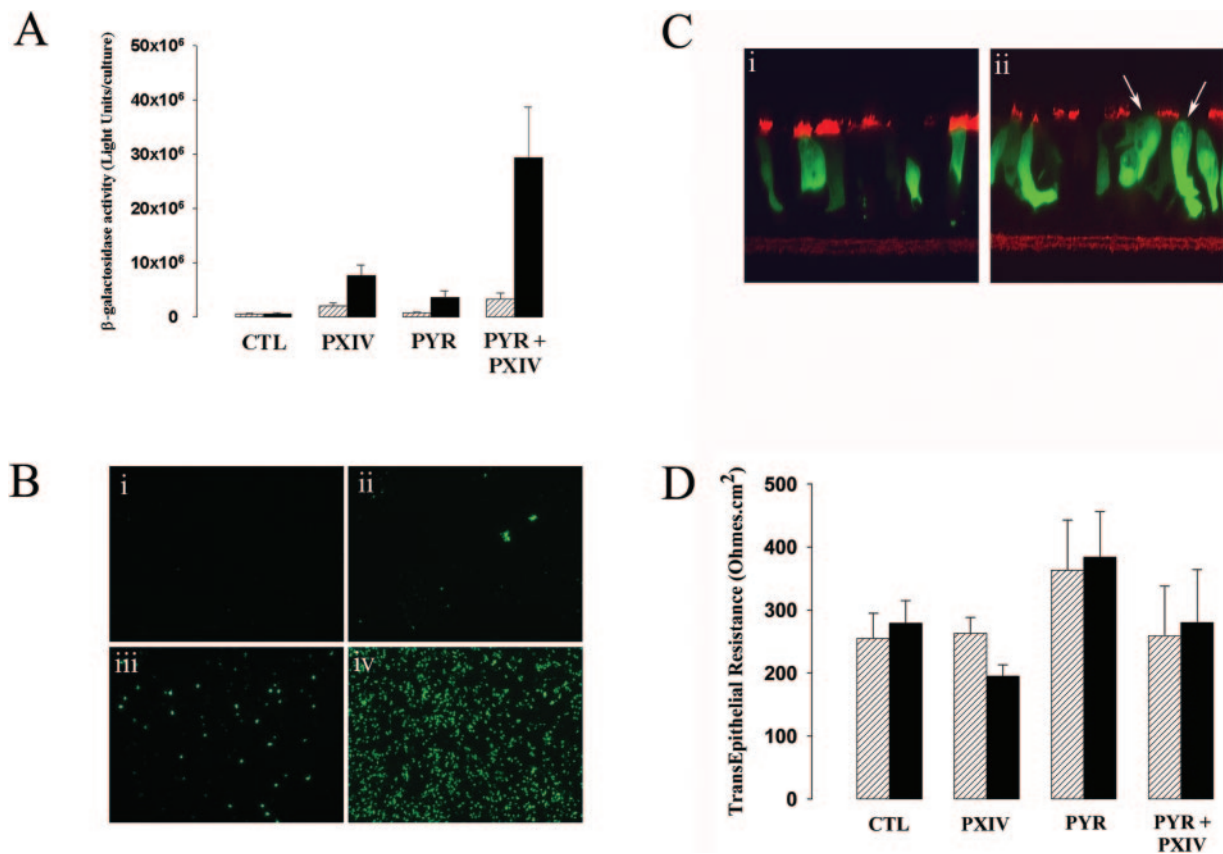 A
β-galactosidase activity (Light Units/culture)
50x10⁶
40x10⁶
30x10⁶
20x10⁶
10x10⁶
0
CTL
PXIV
PYR
PYR +
PXIV
B
i
ii
iii
iv
C
i
ii
D
TransEpithelial Resistance (Ohmes.cm²)
500
400
300
200
100
0
CTL
PXIV
PYR
PYR +
PXIV